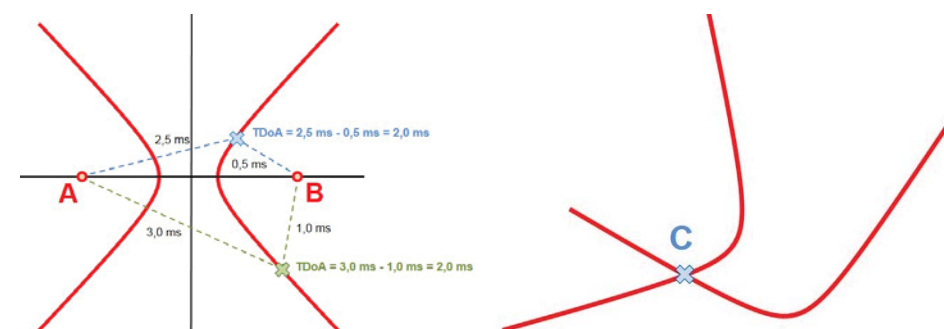 2,5 ms
TDoA = 2,5 ms - 0,5 ms = 2,0 ms
0,5 ms
A
B
3,0 ms
1,0 ms
TDoA = 3,0 ms - 1,0 ms = 2,0 ms
C